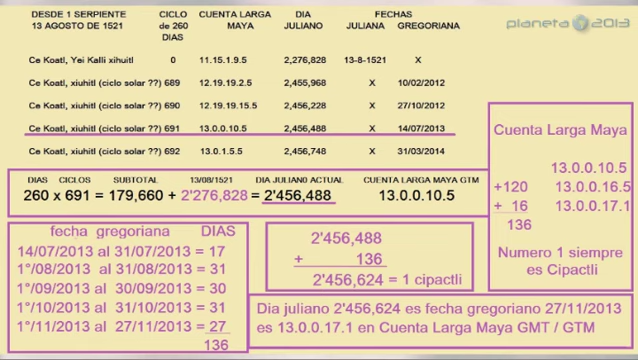 DESDE 1 SERPIENTE CICLO CUENTA LARGA DIA FECHAS
13 AGOSTO DE 1521 de 260 MAYA JULIANO JULIANA GREGORIANA
DIAS
Ce Koatl, Yei Kalli xihuitl 0 11.15.1.9.5 2,276,828 13-8-1521 X
Ce Koatl, xiuhitl (ciclo solar ??) 689 12.19.19.2.5 2,455,968 X 10/02/2012
Ce Koatl, xiuhitl (ciclo solar ??) 690 12.19.19.15.5 2,456,228 X 27/10/2012
Ce Koatl, xiuhitl (ciclo solar ??) 691 13.0.0.10.5 2,456,488 X 14/07/2013
Ce Koatl, xiuhitl (ciclo solar ??) 692 13.0.1.5.5 2,456,748 X 31/03/2014
planeta 2013
DIAS CICLOS SUBTOTAL 13/08/1521 DIA JULIANO ACTUAL CUENTA LARGA MAYA GTM
260 x 691 = 179,660 + 2'276,828 = 2'456,488 13.0.0.10.5
Cuenta Larga Maya
13.0.0.10.5
+120 13.0.0.16.5
+ 16 13.0.0.17.1
136
Numero 1 siempre
es Cipactli
fecha gregoriana DIAS
14/07/2013 al 31/07/2013 = 17
1°/08/2013 al 31/08/2013 = 31
1°/09/2013 al 30/09/2013 = 30
1°/10/2013 al 31/10/2013 = 31
1°/11/2013 al 27/11/2013 = 27
136
2'456,488
+ 136
2'456,624 = 1 cipactli
Dia juliano 2'456,624 es fecha gregoriano 27/11/2013
es 13.0.0.17.1 en Cuenta Larga Maya GMT / GTM